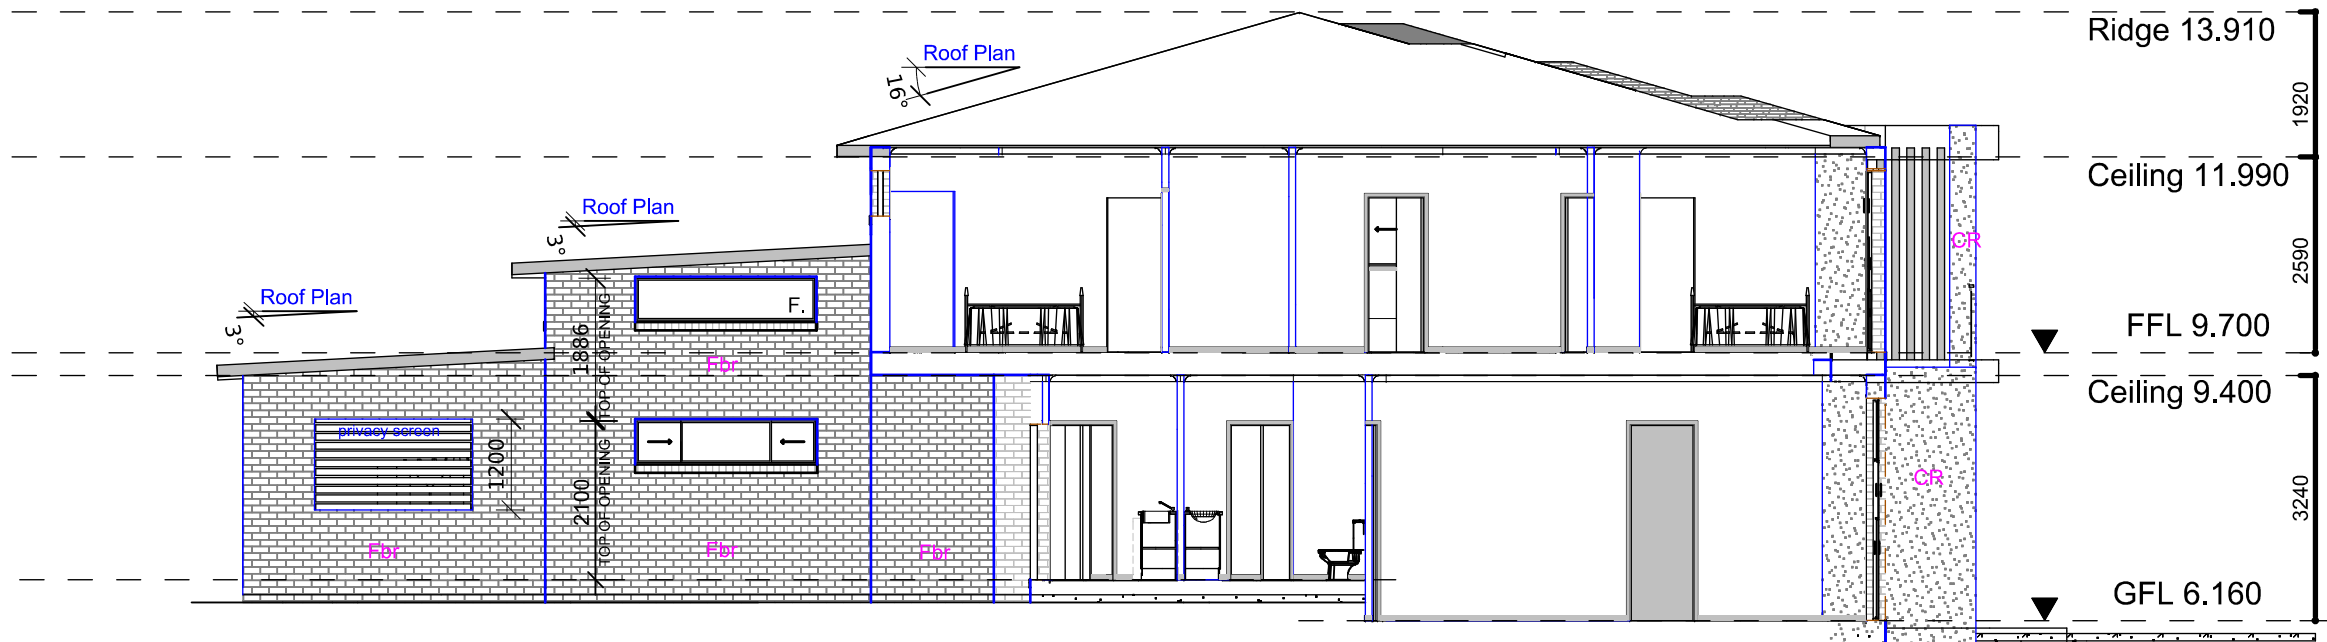 Ridge 13.910
Roof Plan
16°
1920
Ceiling 11.990
Roof Plan
3°
CR
2590
Roof Plan
3°
F.
FFL 9.700
1886
TOP OF OPENING
Fbr
Ceiling 9.400
privacy screen
1200
2100
TOP OF OPENING
CR
3240
Fbr
Fbr
Fbr
GFL 6.160